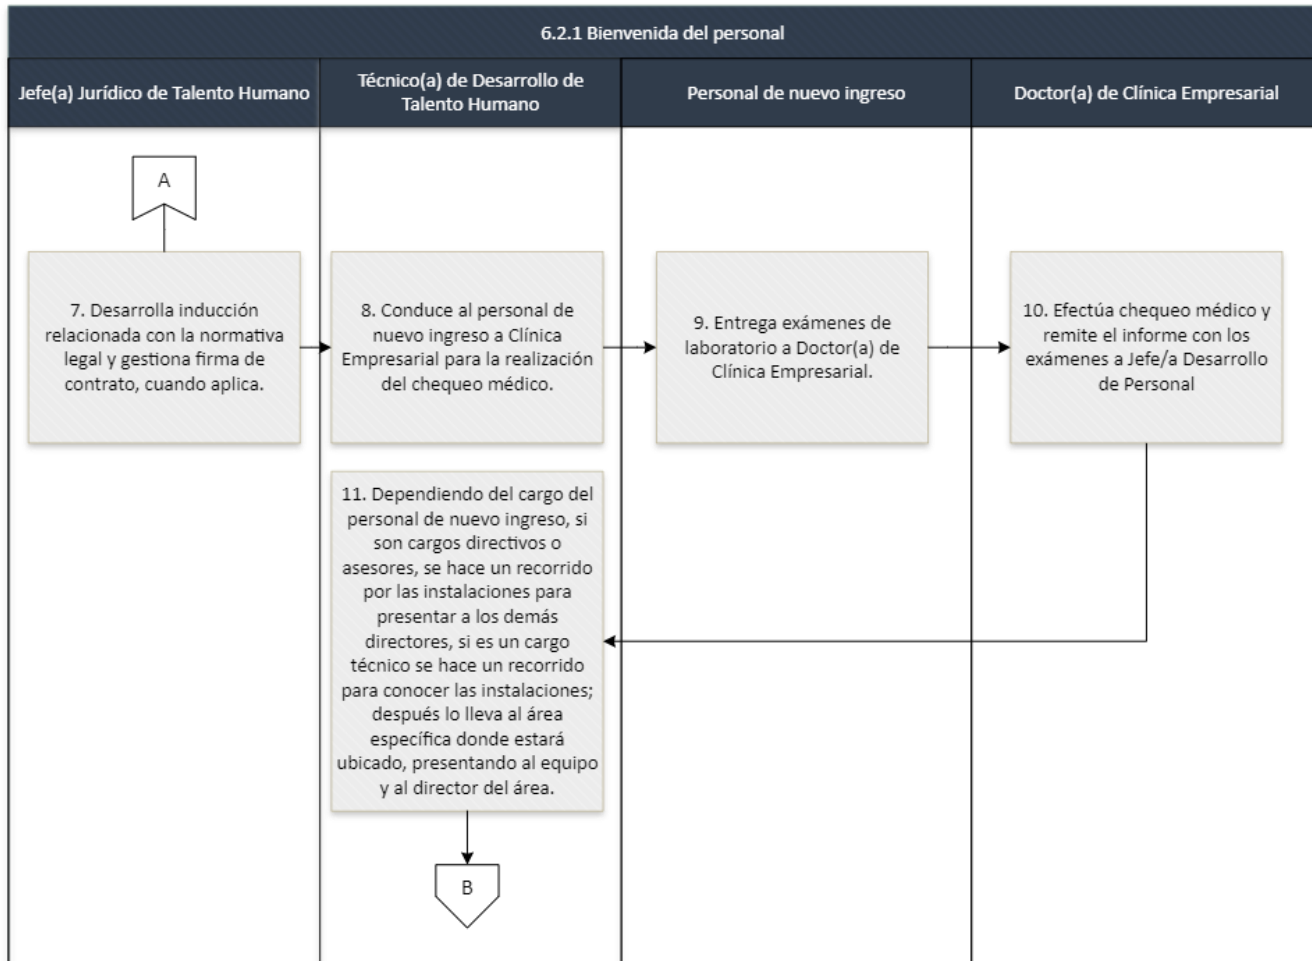 6.2.1 Bienvenida del personal
Jefe(a) Jurídico de Talento Humano
Técnico(a) de Desarrollo de
Talento Humano
Personal de nuevo ingreso
Doctor(a) de Clínica Empresarial
A
7. Desarrolla inducción
relacionada con la normativa
legal y gestiona firma de
contrato, cuando aplica.
8. Conduce al personal de
nuevo ingreso a Clínica
Empresarial para la realización
del chequeo médico.
9. Entrega exámenes de
laboratorio a Doctor(a) de
Clínica Empresarial.
10. Efectúa chequeo médico y
remite el informe con los
exámenes a Jefe/a Desarrollo
de Personal
11. Dependiendo del cargo del
personal de nuevo ingreso, si
son cargos directivos o
asesores, se hace un recorrido
por las instalaciones para
presentar a los demás
directores, si es un cargo
técnico se hace un recorrido
para conocer las instalaciones;
después lo lleva al área
específica donde estará
ubicado, presentando al equipo
y al director del área.
B